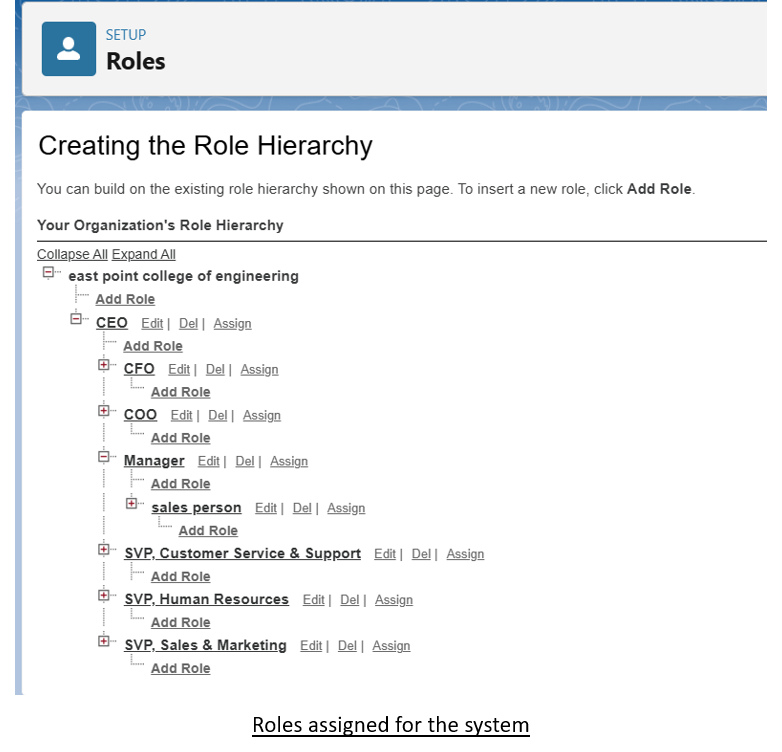 SETUP
Roles
Creating the Role Hierarchy
You can build on the existing role hierarchy shown on this page. To insert a new role, click Add Role.
Your Organization's Role Hierarchy
Collapse All Expand All
east point college of engineering
Add Role
CEO Edit | Del | Assign
Add Role
CFO Edit | Del | Assign
Add Role
COO Edit | Del | Assign
Add Role
Manager Edit | Del | Assign
Add Role
sales person Edit | Del | Assign
Add Role
SVP, Customer Service & Support Edit | Del | Assign
Add Role
SVP, Human Resources Edit | Del | Assign
Add Role
SVP, Sales & Marketing Edit | Del | Assign
Add Role
Roles assigned for the system